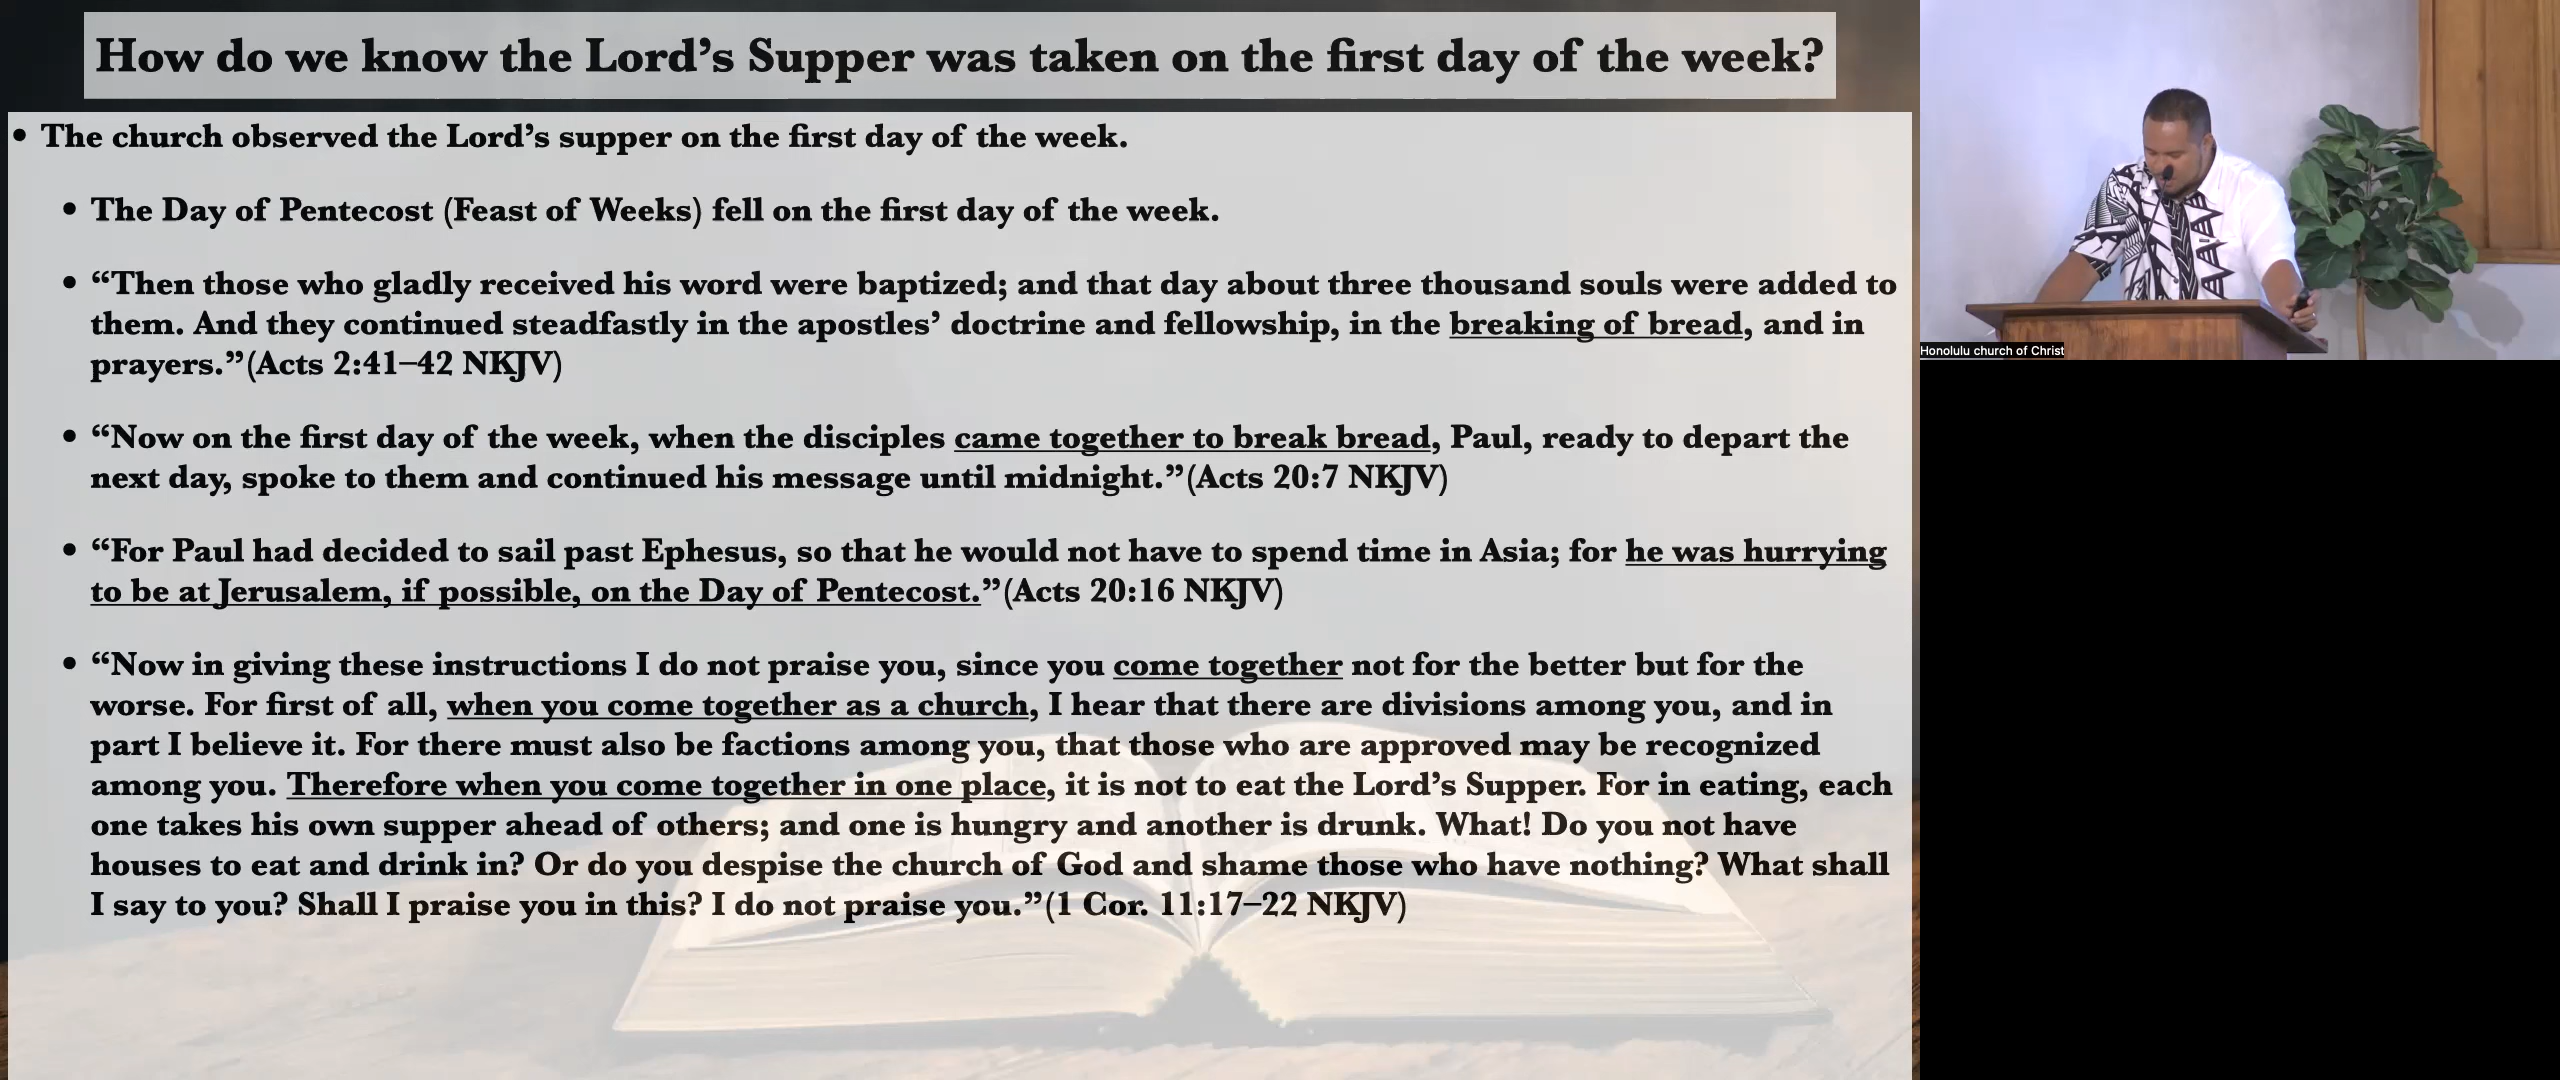 How do we know the Lord’s Supper was taken on the first day of the week?
• The church observed the Lord’s supper on the first day of the week.
• The Day of Pentecost (Feast of Weeks) fell on the first day of the week.
• “Then those who gladly received his word were baptized; and that day about three thousand souls were added to
them. And they continued steadfastly in the apostles’ doctrine and fellowship, in the breaking of bread, and in
prayers.”(Acts 2:41–42 NKJV)
• “Now on the first day of the week, when the disciples came together to break bread, Paul, ready to depart the
next day, spoke to them and continued his message until midnight.”(Acts 20:7 NKJV)
• “For Paul had decided to sail past Ephesus, so that he would not have to spend time in Asia; for he was hurrying
to be at Jerusalem, if possible, on the Day of Pentecost.”(Acts 20:16 NKJV)
• “Now in giving these instructions I do not praise you, since you come together not for the better but for the
worse. For first of all, when you come together as a church, I hear that there are divisions among you, and in
part I believe it. For there must also be factions among you, that those who are approved may be recognized
among you. Therefore when you come together in one place, it is not to eat the Lord’s Supper. For in eating, each
one takes his own supper ahead of others; and one is hungry and another is drunk. What! Do you not have
houses to eat and drink in? Or do you despise the church of God and shame those who have nothing? What shall
I say to you? Shall I praise you in this? I do not praise you.”(1 Cor. 11:17–22 NKJV)
Honolulu church of Christ